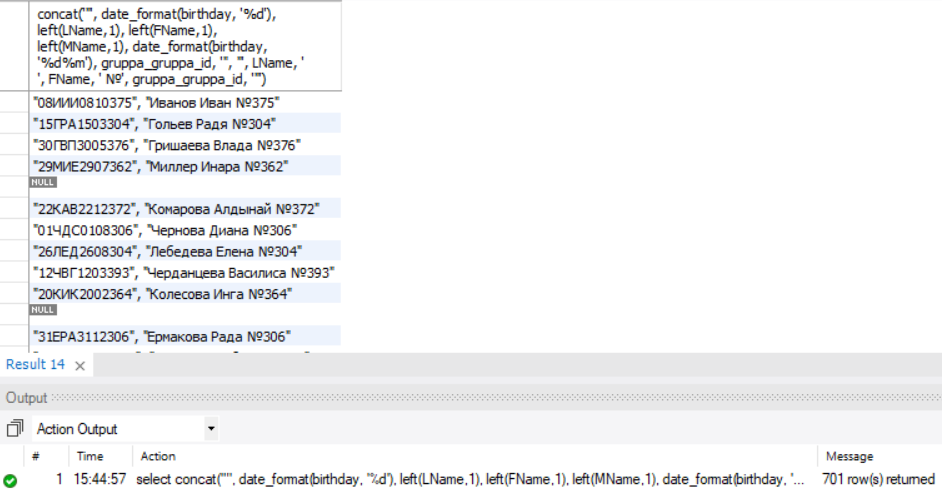 concat('"', date_format(birthday, '%d'),
left(LName,1), left(FName,1),
left(MName,1), date_format(birthday,
'%d%m'), gruppa_gruppa_id, '", "', LName, '
', FName, ' №', gruppa_gruppa_id, '"')
"08ИИИ0810375", "Иванов Иван №375"
"15ГРА1503304", "Гольев Радя №304"
"30ГВП3005376", "Гришаева Влада №376"
"29МИЕ2907362", "Миллер Инара №362"
NULL
"22КАВ2212372", "Комарова Алдынай №372"
"01ЧДС0108306", "Чернова Диана №306"
"26ЛЕД2608304", "Лебедева Елена №304"
"12ЧВГ1203393", "Черданцева Василиса №393"
"20КИК2002364", "Колесова Инга №364"
NULL
"31ЕРА3112306", "Ермакова Рада №306"
Result 14 ×
Output
Action Output
# Time Action Message
1 15:44:57 select concat('"', date_format(birthday, '%d'), left(LName,1), left(FName,1), left(MName,1), date_format(birthday, '... 701 row(s) returned